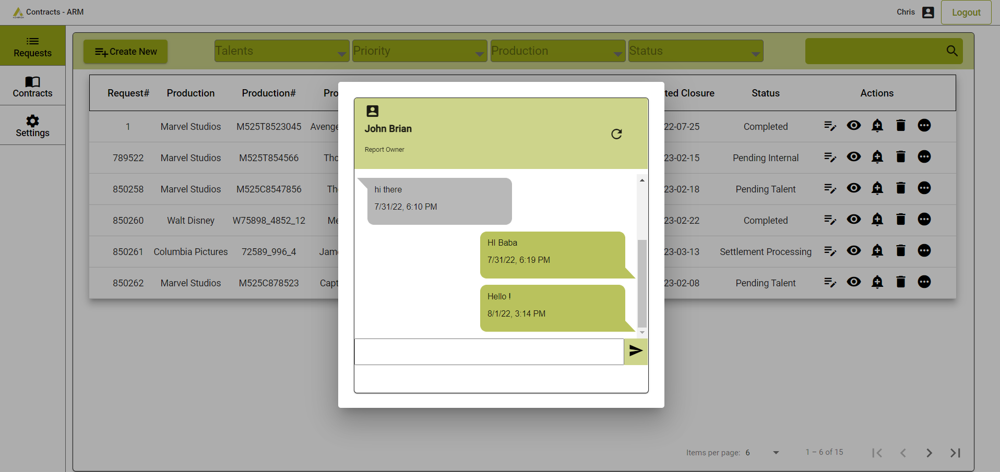 Contracts - ARM
Chris
Logout
Requests
Contracts
Settings
Create New
Talents
Priority
Production
Status
Request# Production Production# Pro ted Closure Status Actions
1 Marvel Studios M525T8523045 Avenge 22-07-25 Completed
789522 Marvel Studios M525T854566 Tho 23-02-15 Pending Internal
850258 Marvel Studios M525C8547856 Th 23-02-18 Pending Talent
850260 Walt Disney W75898_4852_12 Me 23-02-22 Completed
850261 Columbia Pictures 72589_996_4 Jam 23-03-13 Settlement Processing
850262 Marvel Studios M525C878523 Capt 23-02-08 Pending Talent
John Brian
Report Owner
hi there
7/31/22, 6:10 PM
HI Baba
7/31/22, 6:19 PM
Hello !
8/1/22, 3:14 PM
Items per page: 6 1 – 6 of 15